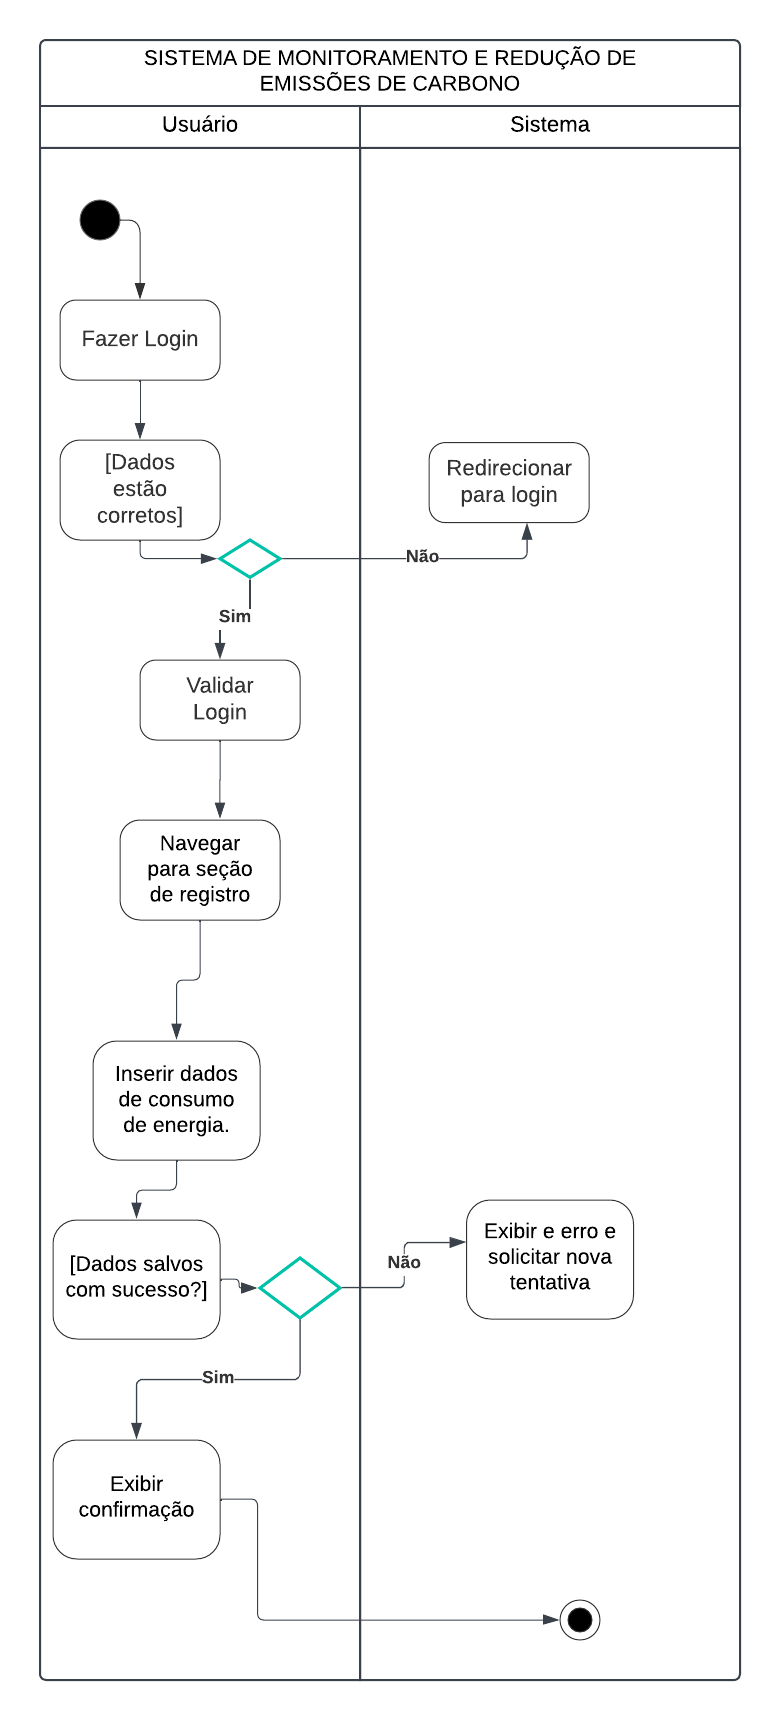 SISTEMA DE MONITORAMENTO E REDUÇÃO DE
EMISSÕES DE CARBONO
Usuário
Sistema
Fazer Login
[Dados
estão
corretos]
Redirecionar
para login
Não
Sim
Validar
Login
Navegar
para seção
de registro
Inserir dados
de consumo
de energia.
[Dados salvos
com sucesso?]
Não
Exibir e erro e
solicitar nova
tentativa
Sim
Exibir
confirmação